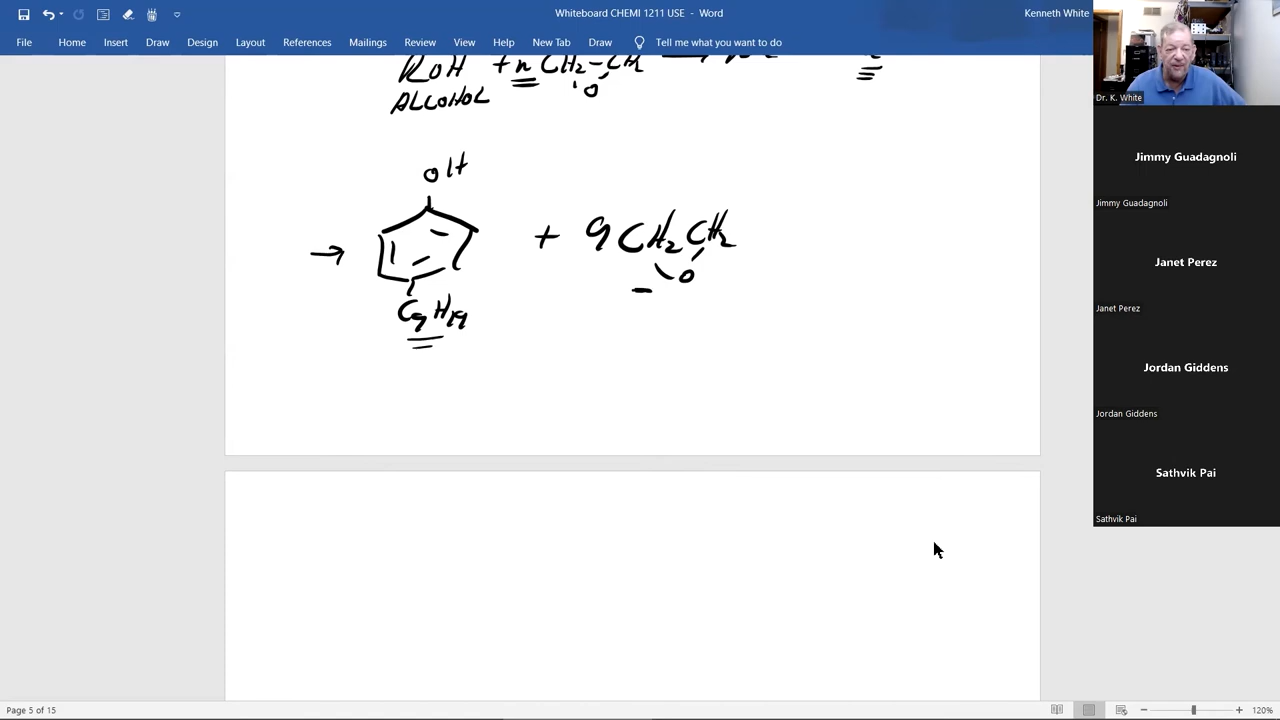 Whiteboard CHEMI 1211 USE - Word
Kenneth White
File Home Insert Draw Design Layout References Mailings Review View Help New Tab Draw Tell me what you want to do
ROH + n CH2-CH2
O
ALCOHOL
OH
→ + 9 CH2 CH2
O
C9H19
Dr. K. White
Jimmy Guadagnoli
Jimmy Guadagnoli
Janet Perez
Janet Perez
Jordan Giddens
Jordan Giddens
Sathvik Pai
Sathvik Pai
Page 5 of 15
120%